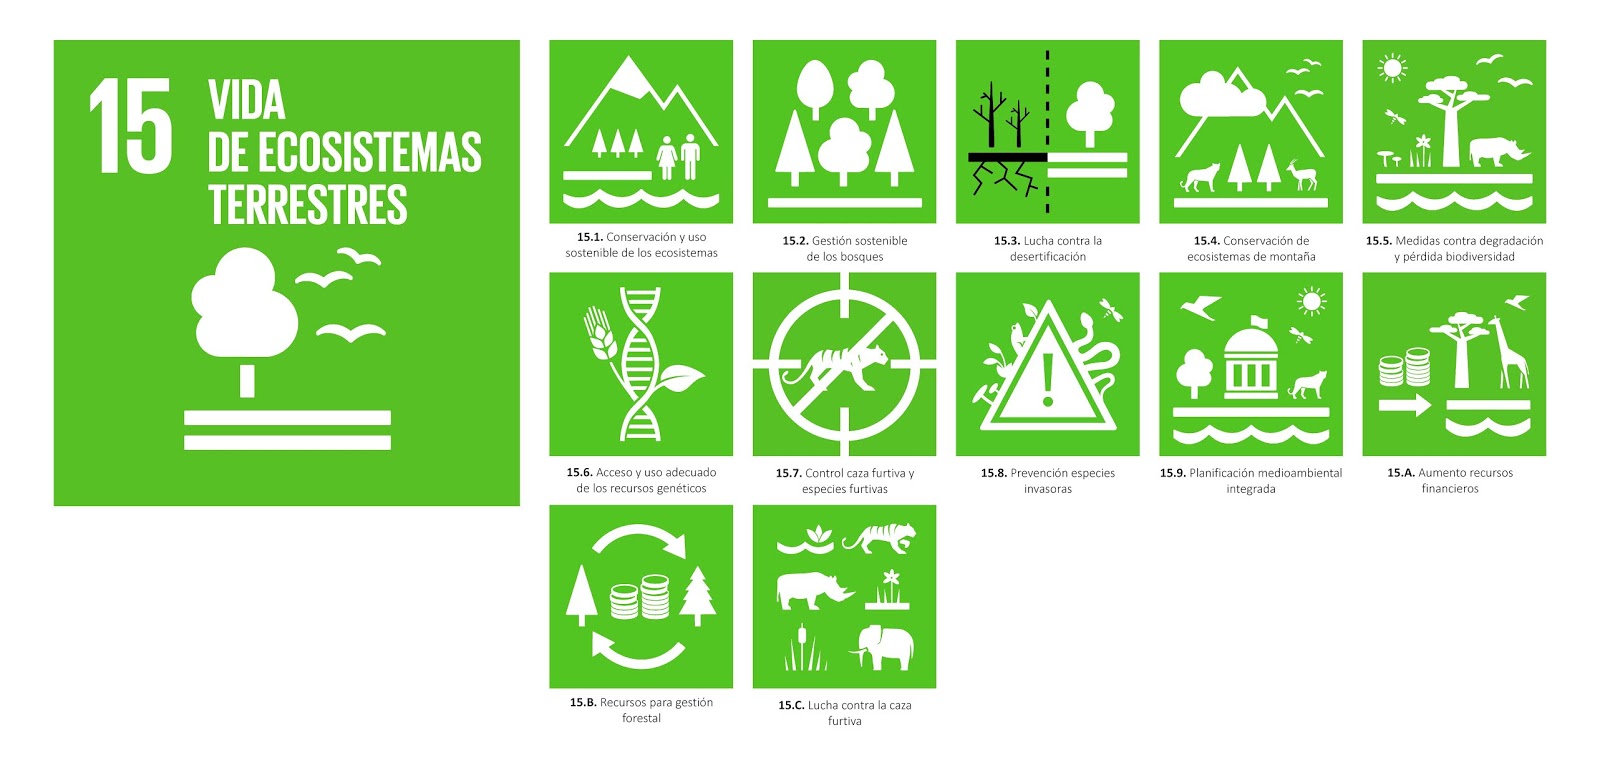 15
VIDA
DE ECOSISTEMAS
TERRESTRES
15.1. Conservación y uso
sostenible de los ecosistemas
15.2. Gestión sostenible
de los bosques
15.3. Lucha contra la
desertificación
15.4. Conservación de
ecosistemas de montaña
15.5. Medidas contra degradación
y pérdida biodiversidad
15.6. Acceso y uso adecuado
de los recursos genéticos
15.7. Control caza furtiva y
especies furtivas
15.8. Prevención especies
invasoras
15.9. Planificación medioambiental
integrada
15.A. Aumento recursos
financieros
15.B. Recursos para gestión
forestal
15.C. Lucha contra la caza
furtiva